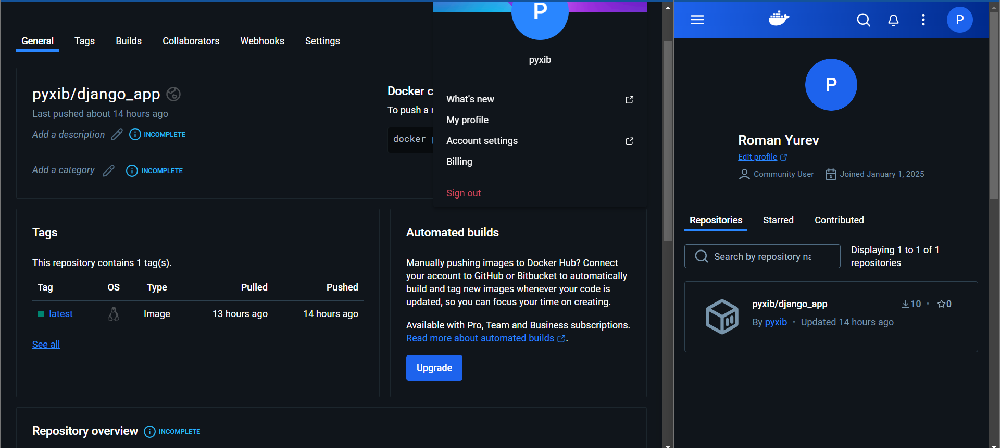 P
pyxib
General Tags Builds Collaborators Webhooks Settings
pyxib/django_app
Last pushed about 14 hours ago
Add a description INCOMPLETE
Add a category INCOMPLETE
Docker c
To push a
docker
What's new
My profile
Account settings
Billing
Sign out
Tags
This repository contains 1 tag(s).
Tag OS Type Pulled Pushed
latest Image 13 hours ago 14 hours ago
See all
Automated builds
Manually pushing images to Docker Hub? Connect
your account to GitHub or Bitbucket to automatically
build and tag new images whenever your code is
updated, so you can focus your time on creating.
Available with Pro, Team and Business subscriptions.
Read more about automated builds .
Upgrade
Repository overview INCOMPLETE
P
P
Roman Yurev
Edit profile
Community User Joined January 1, 2025
Repositories Starred Contributed
Search by repository na
Displaying 1 to 1 of 1
repositories
pyxib/django_app 10 • 0
By pyxib • Updated 14 hours ago